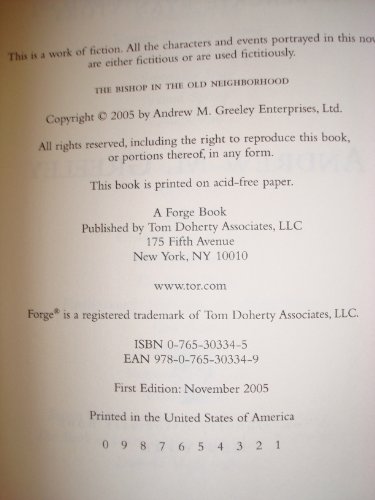 This is a work of fiction. All the characters and events portrayed in this nov
are either fictitious or are used fictitiously.
THE BISHOP IN THE OLD NEIGHBORHOOD
Copyright © 2005 by Andrew M. Greeley Enterprises, Ltd.
All rights reserved, including the right to reproduce this book,
or portions thereof, in any form.
This book is printed on acid-free paper.
A Forge Book
Published by Tom Doherty Associates, LLC
175 Fifth Avenue
New York, NY 10010
www.tor.com
Forge® is a registered trademark of Tom Doherty Associates, LLC.
ISBN 0-765-30334-5
EAN 978-0-765-30334-9
First Edition: November 2005
Printed in the United States of America
0 9 8 7 6 5 4 3 2 1